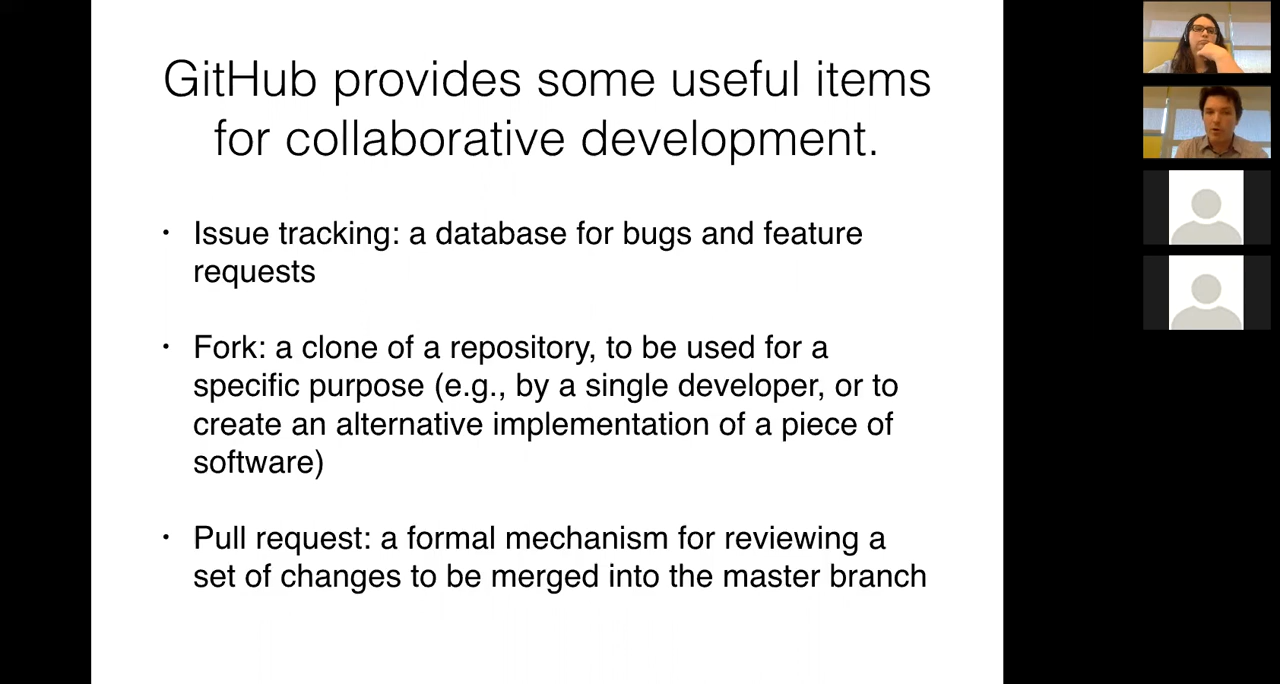 GitHub provides some useful items
for collaborative development.
• Issue tracking: a database for bugs and feature
requests
• Fork: a clone of a repository, to be used for a
specific purpose (e.g., by a single developer, or to
create an alternative implementation of a piece of
software)
• Pull request: a formal mechanism for reviewing a
set of changes to be merged into the master branch